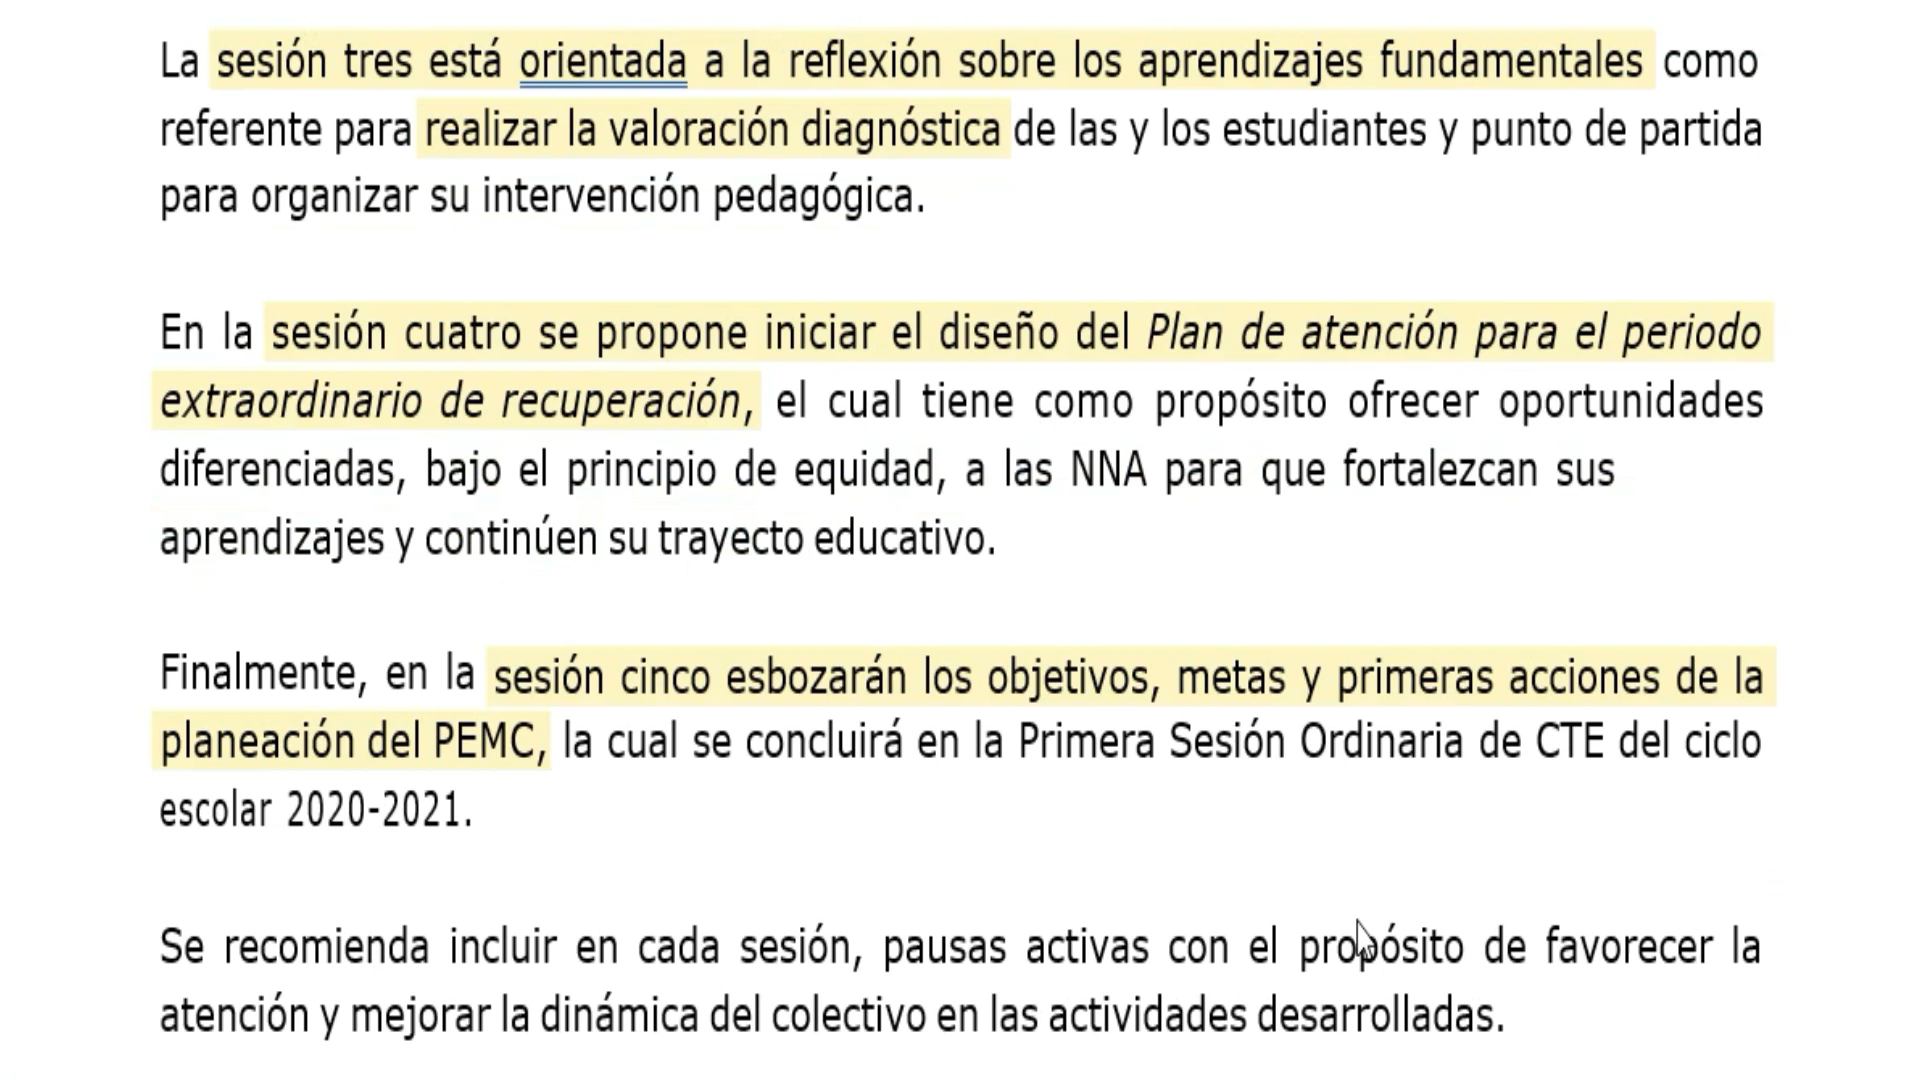 La sesión tres está orientada a la reflexión sobre los aprendizajes fundamentales como
referente para realizar la valoración diagnóstica de las y los estudiantes y punto de partida
para organizar su intervención pedagógica.
En la sesión cuatro se propone iniciar el diseño del Plan de atención para el periodo
extraordinario de recuperación, el cual tiene como propósito ofrecer oportunidades
diferenciadas, bajo el principio de equidad, a las NNA para que fortalezcan sus
aprendizajes y continúen su trayecto educativo.
Finalmente, en la sesión cinco esbozarán los objetivos, metas y primeras acciones de la
planeación del PEMC, la cual se concluirá en la Primera Sesión Ordinaria de CTE del ciclo
escolar 2020-2021.
Se recomienda incluir en cada sesión, pausas activas con el propósito de favorecer la
atención y mejorar la dinámica del colectivo en las actividades desarrolladas.